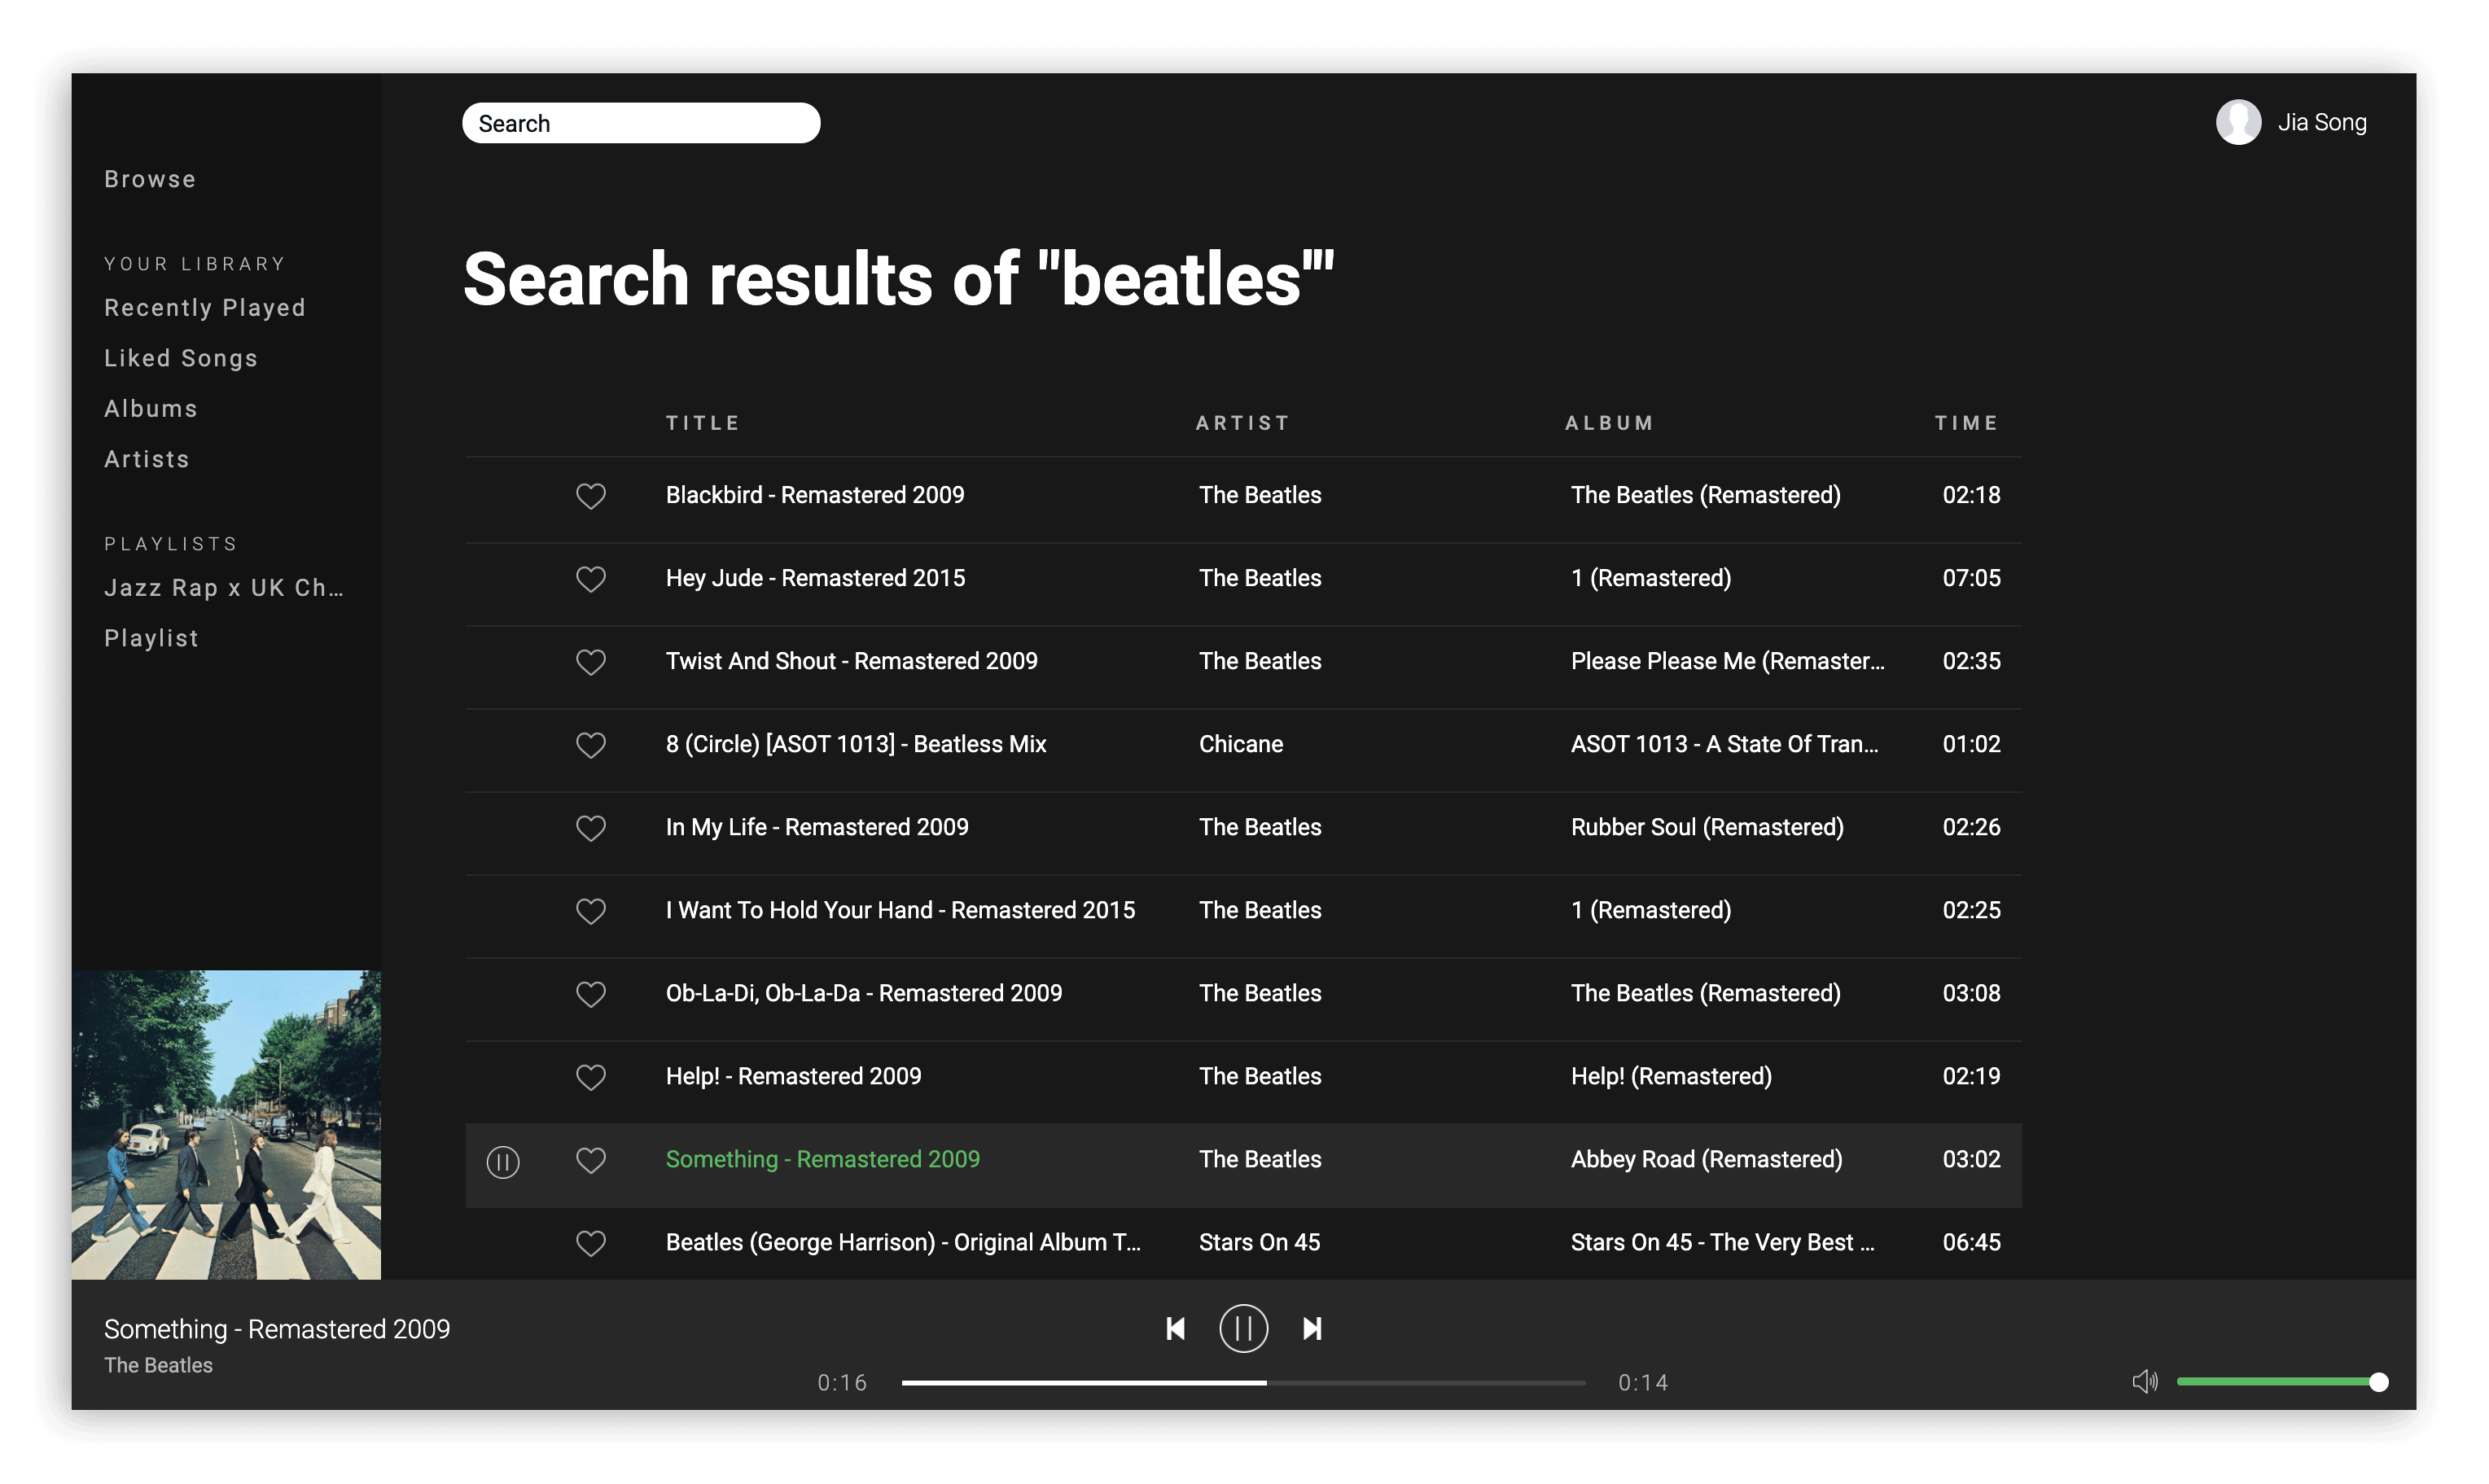 Search
Jia Song
Browse
YOUR LIBRARY
Recently Played
Liked Songs
Albums
Artists
PLAYLISTS
Jazz Rap x UK Ch...
Playlist
Search results of "beatles'"
TITLE ARTIST ALBUM TIME
Blackbird - Remastered 2009 The Beatles The Beatles (Remastered) 02:18
Hey Jude - Remastered 2015 The Beatles 1 (Remastered) 07:05
Twist And Shout - Remastered 2009 The Beatles Please Please Me (Remaster... 02:35
8 (Circle) [ASOT 1013] - Beatless Mix Chicane ASOT 1013 - A State Of Tran... 01:02
In My Life - Remastered 2009 The Beatles Rubber Soul (Remastered) 02:26
I Want To Hold Your Hand - Remastered 2015 The Beatles 1 (Remastered) 02:25
Ob-La-Di, Ob-La-Da - Remastered 2009 The Beatles The Beatles (Remastered) 03:08
Help! - Remastered 2009 The Beatles Help! (Remastered) 02:19
Something - Remastered 2009 The Beatles Abbey Road (Remastered) 03:02
Beatles (George Harrison) - Original Album T... Stars On 45 Stars On 45 - The Very Best ... 06:45
Something - Remastered 2009
The Beatles
0:16 0:14